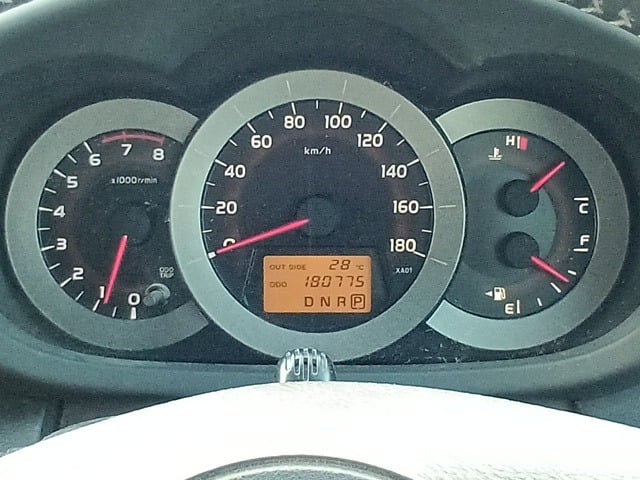 0 1 2 3 4 5 6 7 8
x1000r/min
ODO
TRIP
0 20 40 60 80 100 120 140 160 180
km/h
XA01
OUT SIDE 28 °C
ODO 180775
D N R P
H
C
F
E